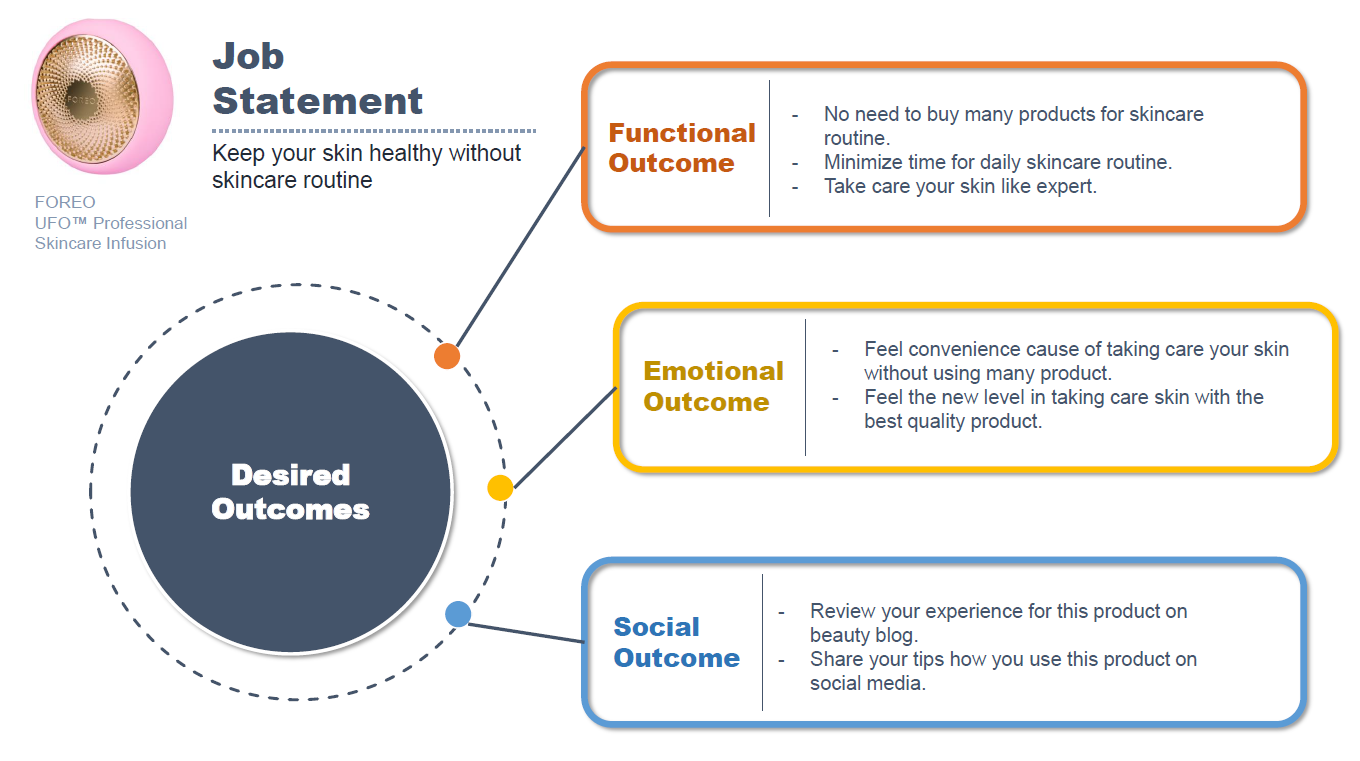 FOREO
Job
Statement
Keep your skin healthy without
skincare routine
FOREO
UFO™ Professional
Skincare Infusion
Functional
Outcome
- No need to buy many products for skincare
routine.
- Minimize time for daily skincare routine.
- Take care your skin like expert.
Desired
Outcomes
Emotional
Outcome
- Feel convenience cause of taking care your skin
without using many product.
- Feel the new level in taking care skin with the
best quality product.
Social
Outcome
- Review your experience for this product on
beauty blog.
- Share your tips how you use this product on
social media.